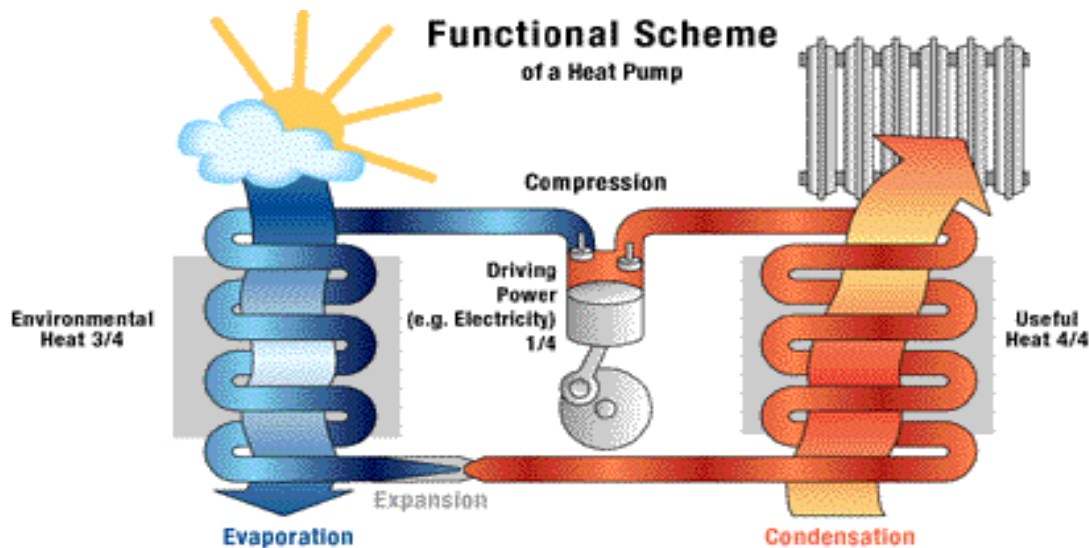 Functional Scheme
of a Heat Pump
Compression
Driving
Power
(e.g. Electricity)
1/4
Environmental
Heat 3/4
Useful
Heat 4/4
Expansion
Evaporation
Condensation